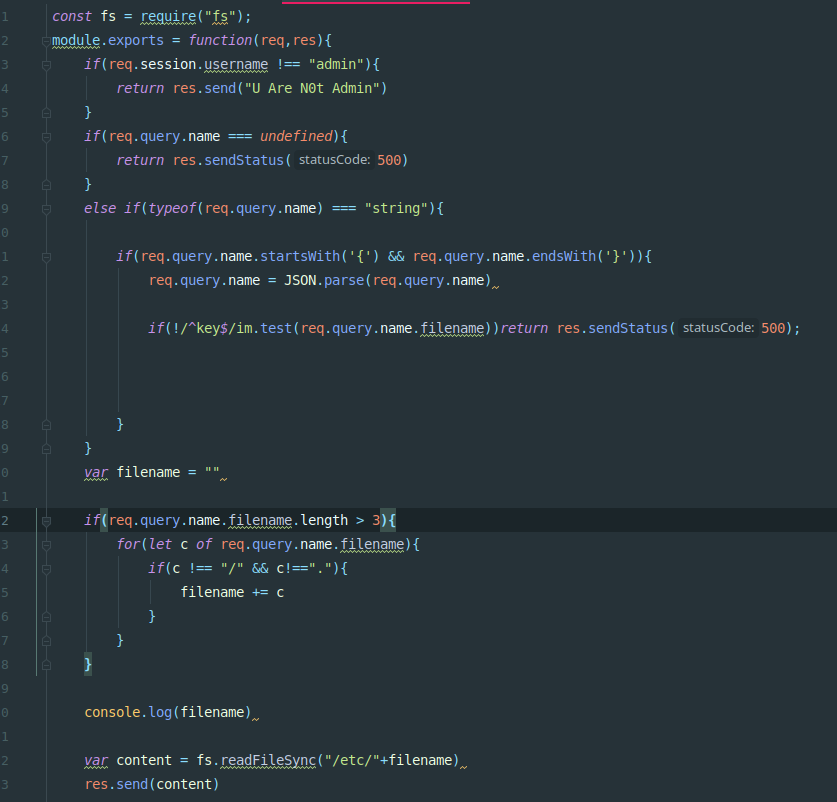 1 const fs = require("fs");
2 module.exports = function(req,res){
3 if(req.session.username !== "admin"){
4 return res.send("U Are N0t Admin")
5 }
6 if(req.query.name === undefined){
7 return res.sendStatus( statusCode: 500)
8 }
9 else if(typeof(req.query.name) === "string"){
0
1 if(req.query.name.startsWith('{') && req.query.name.endsWith('}')){
2 req.query.name = JSON.parse(req.query.name)
3
4 if(!/^key$/im.test(req.query.name.filename))return res.sendStatus( statusCode: 500);
5
6
7
8 }
9 }
0 var filename = ""
1
2 if(req.query.name.filename.length > 3){
3 for(let c of req.query.name.filename){
4 if(c !== "/" && c!=="."){
5 filename += c
6 }
7 }
8 }
9
0 console.log(filename)
1
2 var content = fs.readFileSync("/etc/"+filename)
3 res.send(content)